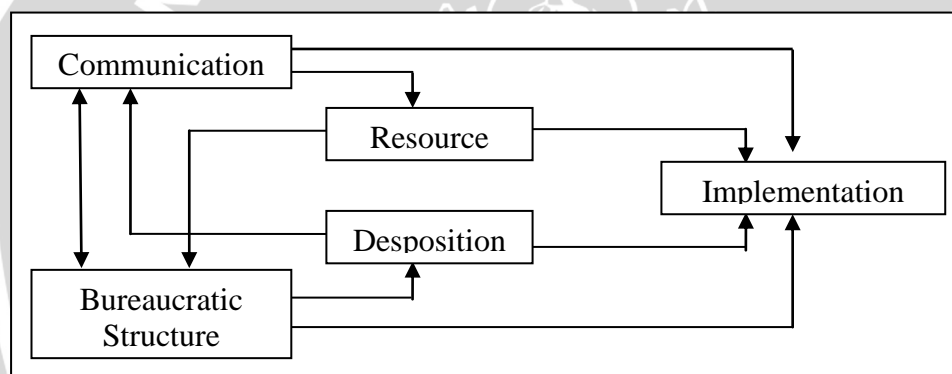 Communication
Resource
Implementation
Desposition
Bureaucratic
Structure